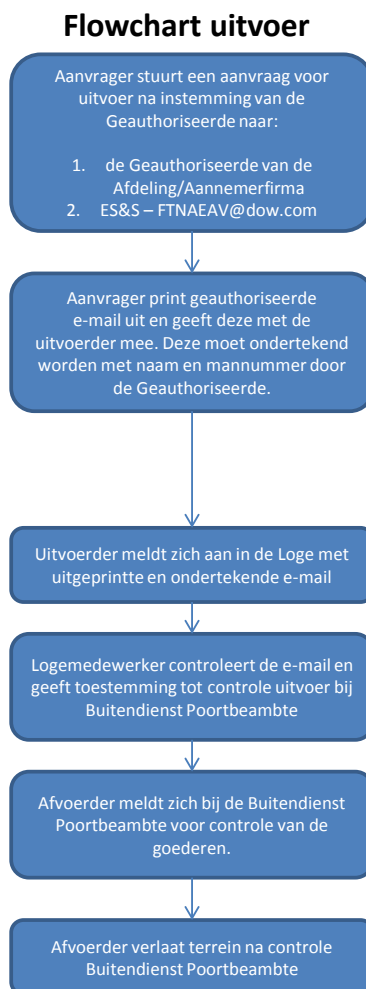 Flowchart uitvoer
Aanvrager stuurt een aanvraag voor
uitvoer na instemming van de
Geauthoriseerde naar:
1. de Geauthoriseerde van de
Afdeling/Aannemerfirma
2. ES&S – FTNAEAV@dow.com
Aanvrager print geauthoriseerde
e-mail uit en geeft deze met de
uitvoerder mee. Deze moet ondertekend
worden met naam en mannummer door
de Geauthoriseerde.
Uitvoerder meldt zich aan in de Loge met
uitgeprintte en ondertekende e-mail
Logemedewerker controleert de e-mail en
geeft toestemming tot controle uitvoer bij
Buitendienst Poortbeambte
Afvoerder meldt zich bij de Buitendienst
Poortbeambte voor controle van de
goederen.
Afvoerder verlaat terrein na controle
Buitendienst Poortbeambte